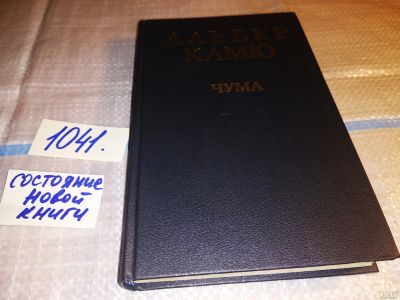 АЛЬБЕР
КАМЮ
ЧУМА
1041.
состояние
новой
книги